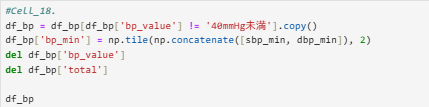 #Cell_18.
df_bp = df_bp[df_bp['bp_value'] != '40mmHg未満'].copy()
df_bp['bp_min'] = np.tile(np.concatenate([sbp_min, dbp_min]), 2)
del df_bp['bp_value']
del df_bp['total']
df_bp